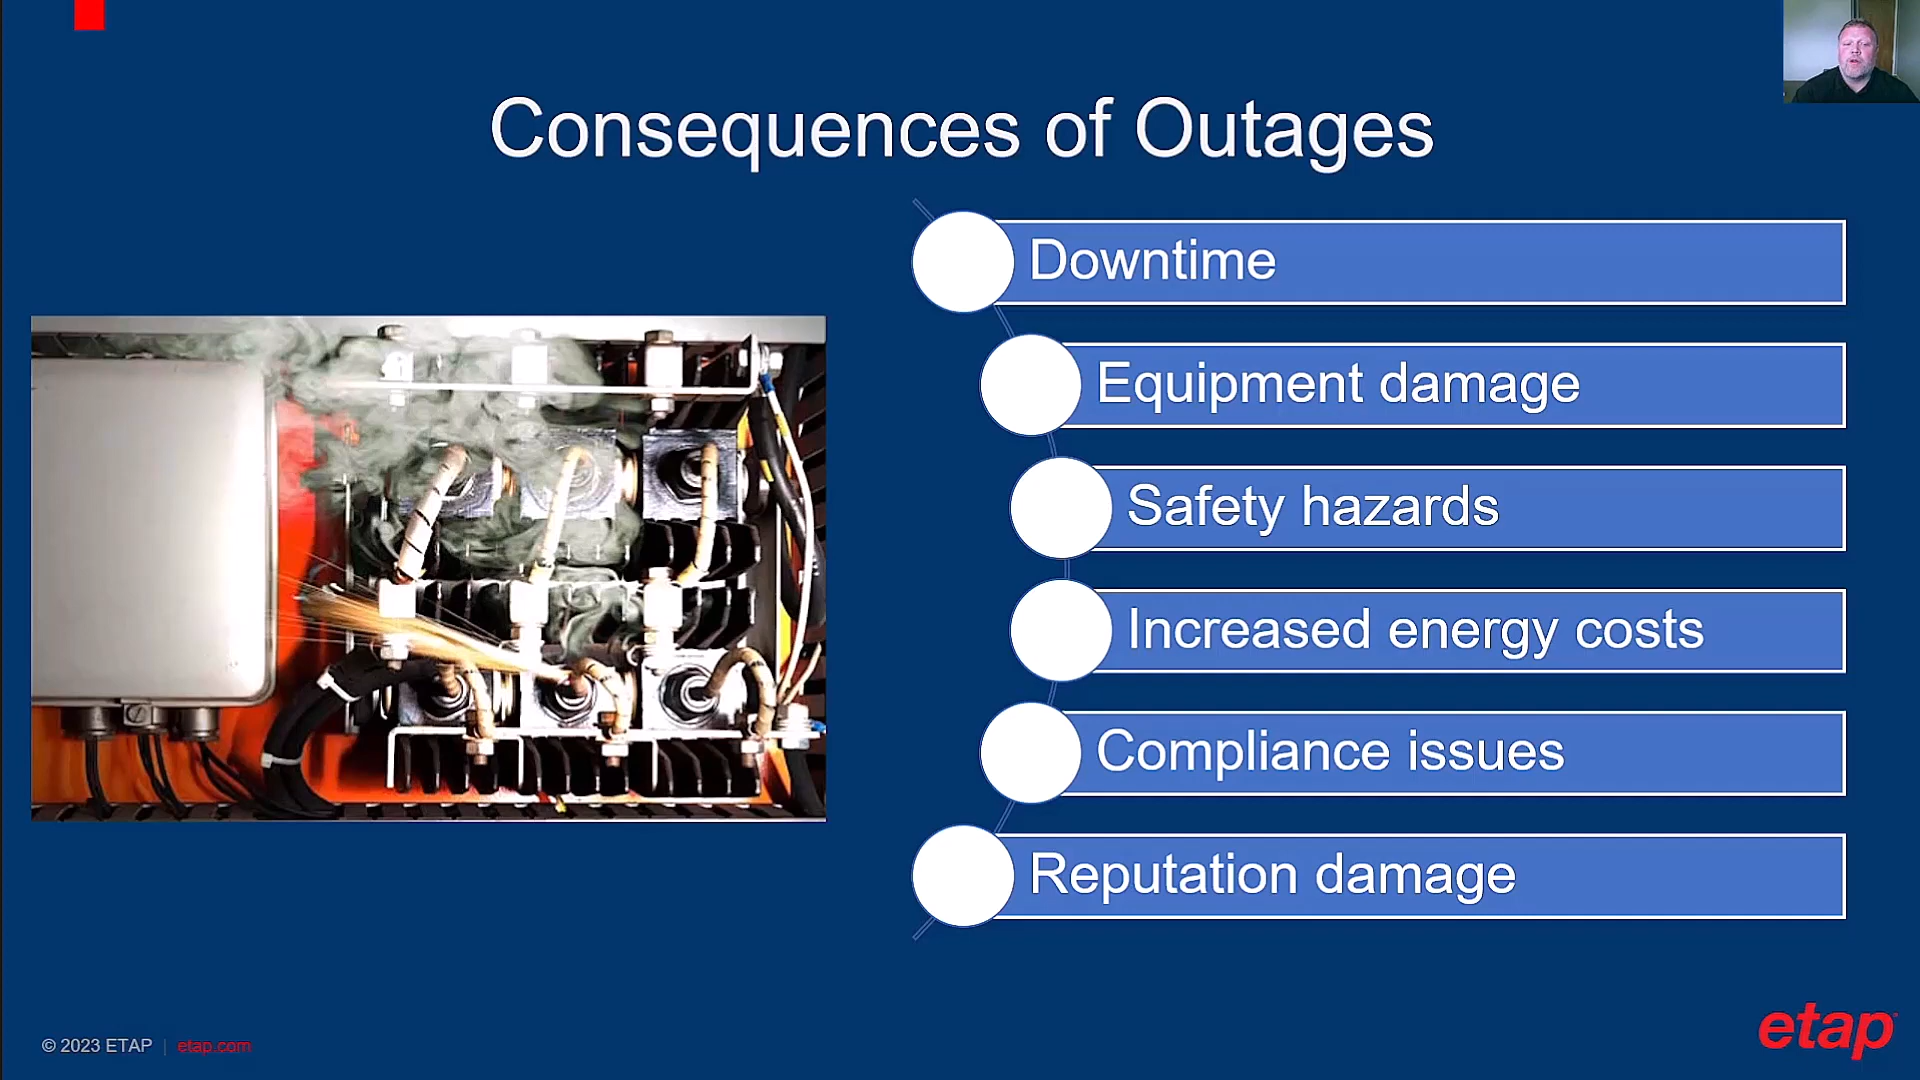 Consequences of Outages
Downtime
Equipment damage
Safety hazards
Increased energy costs
Compliance issues
Reputation damage
© 2023 ETAP | etap.com
etap